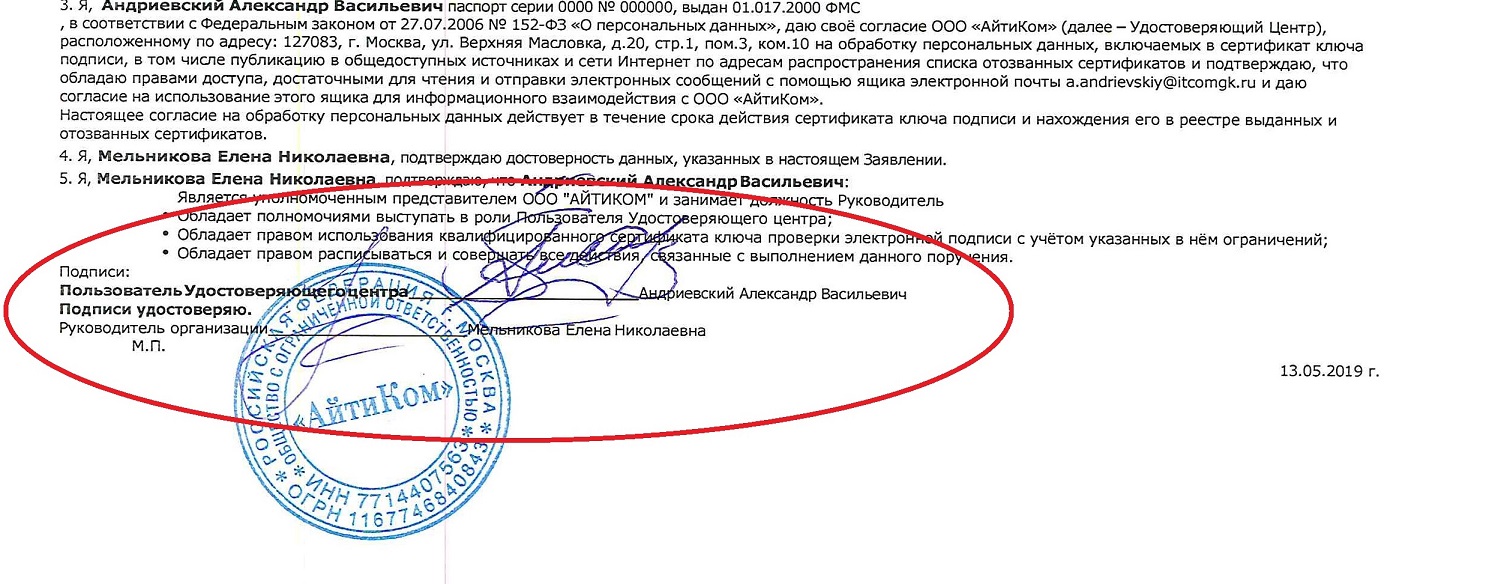 3. Я, Андриевский Александр Васильевич паспорт серии 0000 № 000000, выдан 01.017.2000 ФМС
, в соответствии с Федеральным законом от 27.07.2006 № 152-ФЗ «О персональных данных», даю своё согласие ООО «АйтиКом» (далее – Удостоверяющий Центр),
расположенному по адресу: 127083, г. Москва, ул. Верхняя Масловка, д.20, стр.1, пом.3, ком.10 на обработку персональных данных, включаемых в сертификат ключа
подписи, в том числе публикацию в общедоступных источниках и сети Интернет по адресам распространения списка отозванных сертификатов и подтверждаю, что
обладаю правами доступа, достаточными для чтения и отправки электронных сообщений с помощью ящика электронной почты a.andrievskiy@itcomgk.ru и даю
согласие на использование этого ящика для информационного взаимодействия с ООО «АйтиКом».
Настоящее согласие на обработку персональных данных действует в течение срока действия сертификата ключа подписи и нахождения его в реестре выданных и
отозванных сертификатов.
4. Я, Мельникова Елена Николаевна, подтверждаю достоверность данных, указанных в настоящем Заявлении.
5. Я, Мельникова Елена Николаевна, подтверждаю, что Андриевский Александр Васильевич:
Является уполномоченным представителем ООО "АЙТИКОМ" и занимает должность Руководитель
• Обладает полномочиями выступать в роли Пользователя Удостоверяющего центра;
• Обладает правом использования квалифицированного сертификата ключа проверки электронной подписи с учётом указанных в нём ограничений;
• Обладает правом расписываться и совершать все действия, связанные с выполнением данного поручения.
Подписи:
Пользователь Удостоверяющего центра Андриевский Александр Васильевич
Подписи удостоверяю.
Руководитель организации Мельникова Елена Николаевна
М.П.
13.05.2019 г.
* РОССИЙСКАЯ ФЕДЕРАЦИЯ Г. МОСКВА *
* ОБЩЕСТВО С ОГРАНИЧЕННОЙ ОТВЕТСТВЕННОСТЬЮ *
«АйтиКом»
ИНН 7714407563
ОГРН 1167746840843